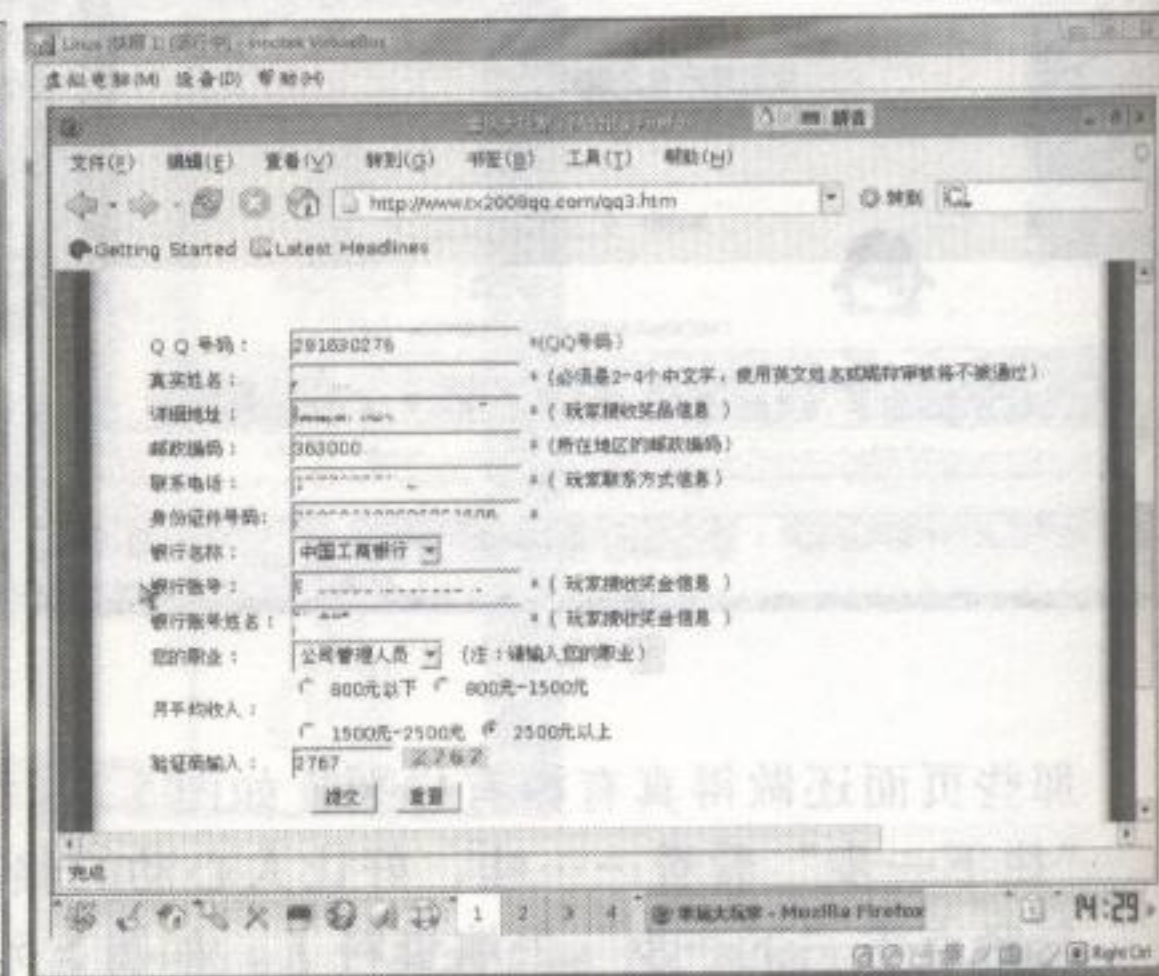 虚拟电脑(M) 设备(D) 帮助(H)
拼音
文件(F) 编辑(E) 查看(V) 转到(G) 书签(B) 工具(T) 帮助(H)
http://www.tx2008qq.com/qq3.htm 转到
Getting Started Latest Headlines
Q Q 号码: 291630276 *(QQ号码)
真实姓名: * (必须是2-4个中文字，使用英文姓名或昵称审核将不被通过)
详细地址: * ( 玩家接收奖品信息 )
邮政编码: 363000 * (所在地区的邮政编码)
联系电话: * ( 玩家联系方式信息 )
身份证件号码: *
银行名称: 中国工商银行
银行账号: * ( 玩家接收奖金信息 )
银行账号姓名: * ( 玩家接收奖金信息 )
您的职业: 公司管理人员 (注:请输入您的职业)
800元以下 800元-1500元
月平均收入:
1500元-2500元 2500元以上
验证码输入: 2767 2767
提交 重置
完成
1 2 3 4 幸运大玩家 - Mozilla Firefox 14:29
Right Ctrl